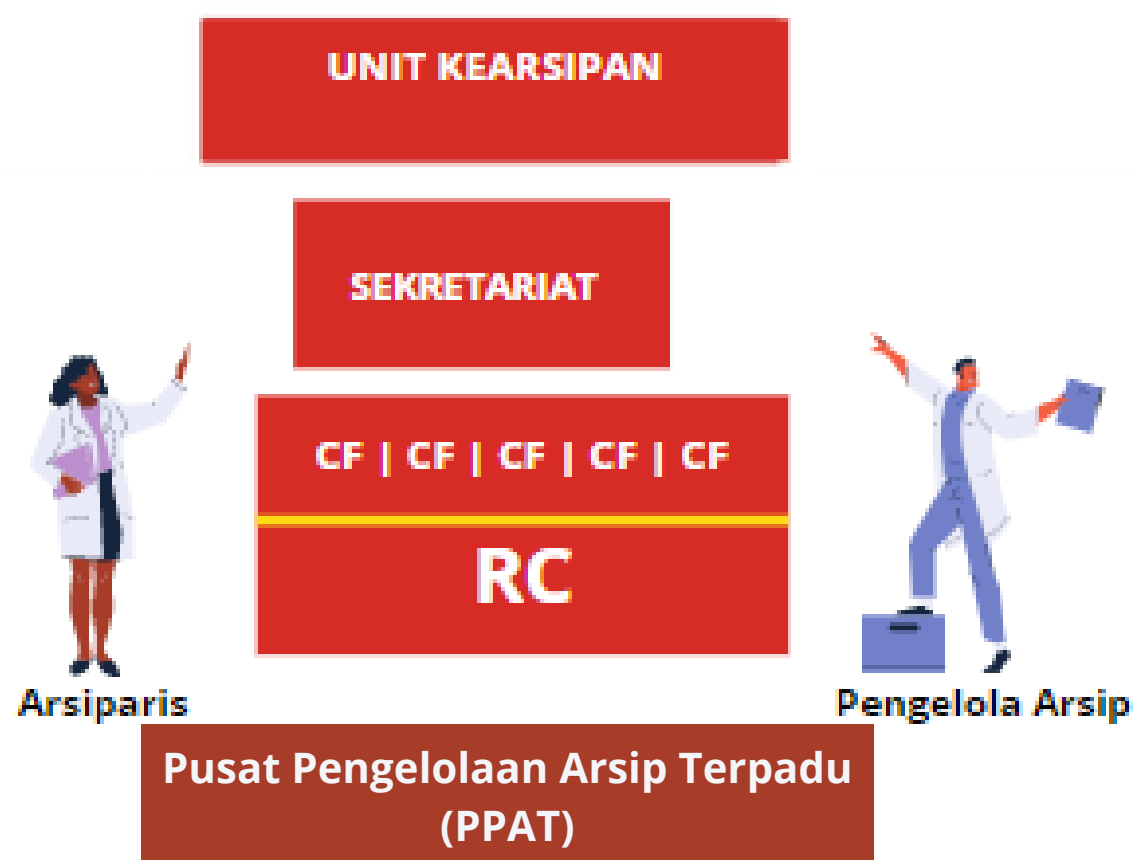 UNIT KEARSIPAN
SEKRETARIAT
CF | CF | CF | CF | CF
RC
Arsiparis
Pengelola Arsip
Pusat Pengelolaan Arsip Terpadu
(PPAT)